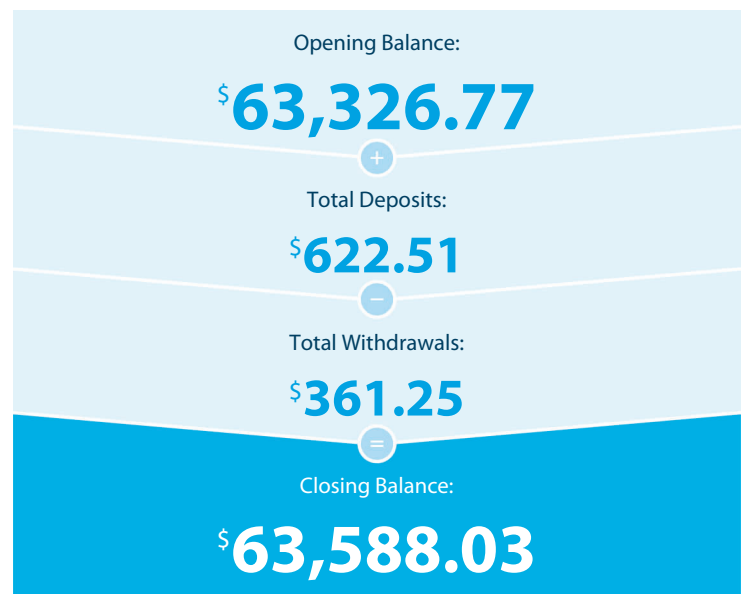 Opening Balance:
$63,326.77
+
Total Deposits:
$622.51
−
Total Withdrawals:
$361.25
=
Closing Balance:
$63,588.03